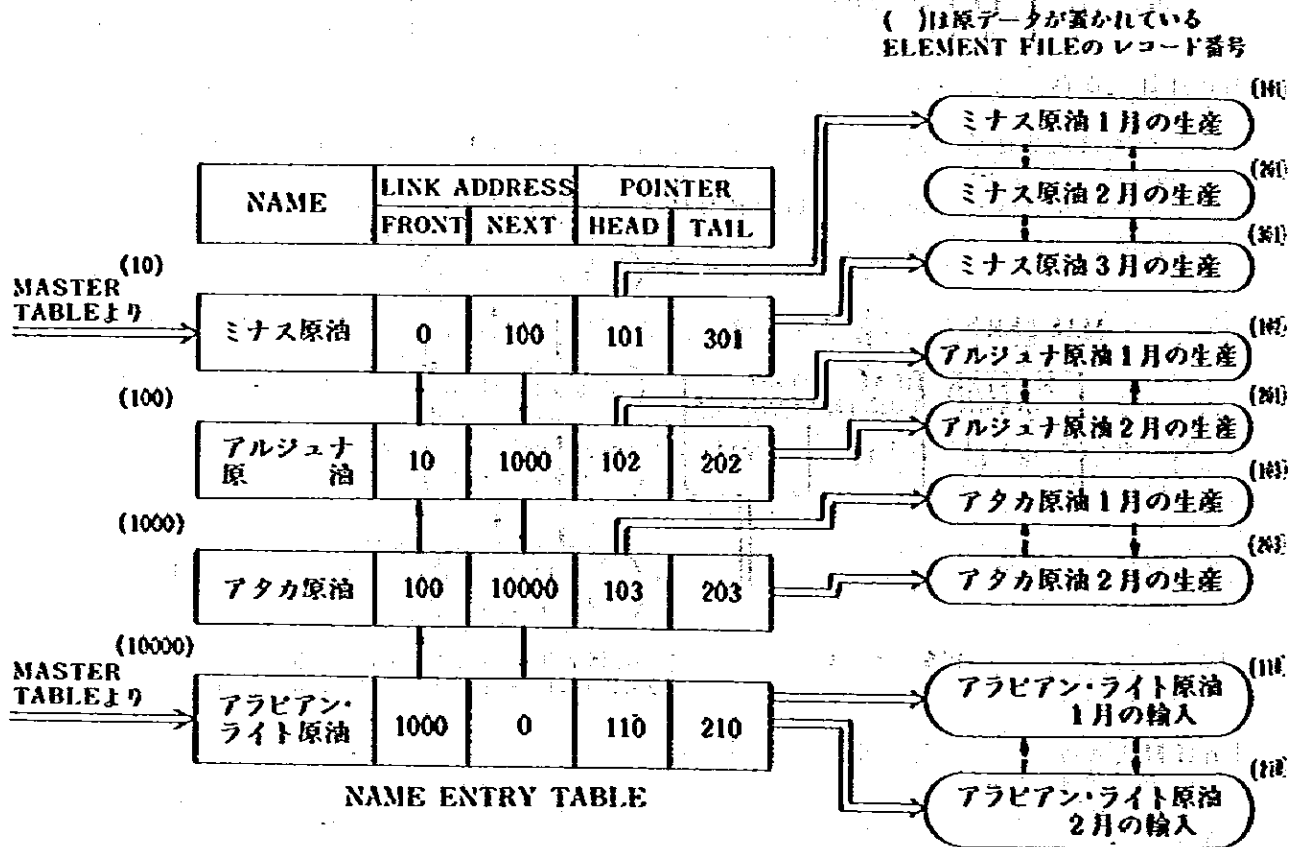 ( )は原データが置かれている
ELEMENT FILEのレコード番号
NAME
LINK ADDRESS
POINTER
FRONT
NEXT
HEAD
TAIL
(10)
MASTER
TABLEより
ミナス原油
0
100
101
301
(100)
アルジュナ
原油
10
1000
102
202
(1000)
アタカ原油
100
10000
103
203
(10000)
MASTER
TABLEより
アラビアン・
ライト原油
1000
0
110
210
NAME ENTRY TABLE
ミナス原油1月の生産
ミナス原油2月の生産
ミナス原油3月の生産
アルジュナ原油1月の生産
アルジュナ原油2月の生産
アタカ原油1月の生産
アタカ原油2月の生産
アラビアン・ライト原油
1月の輸入
アラビアン・ライト原油
2月の輸入